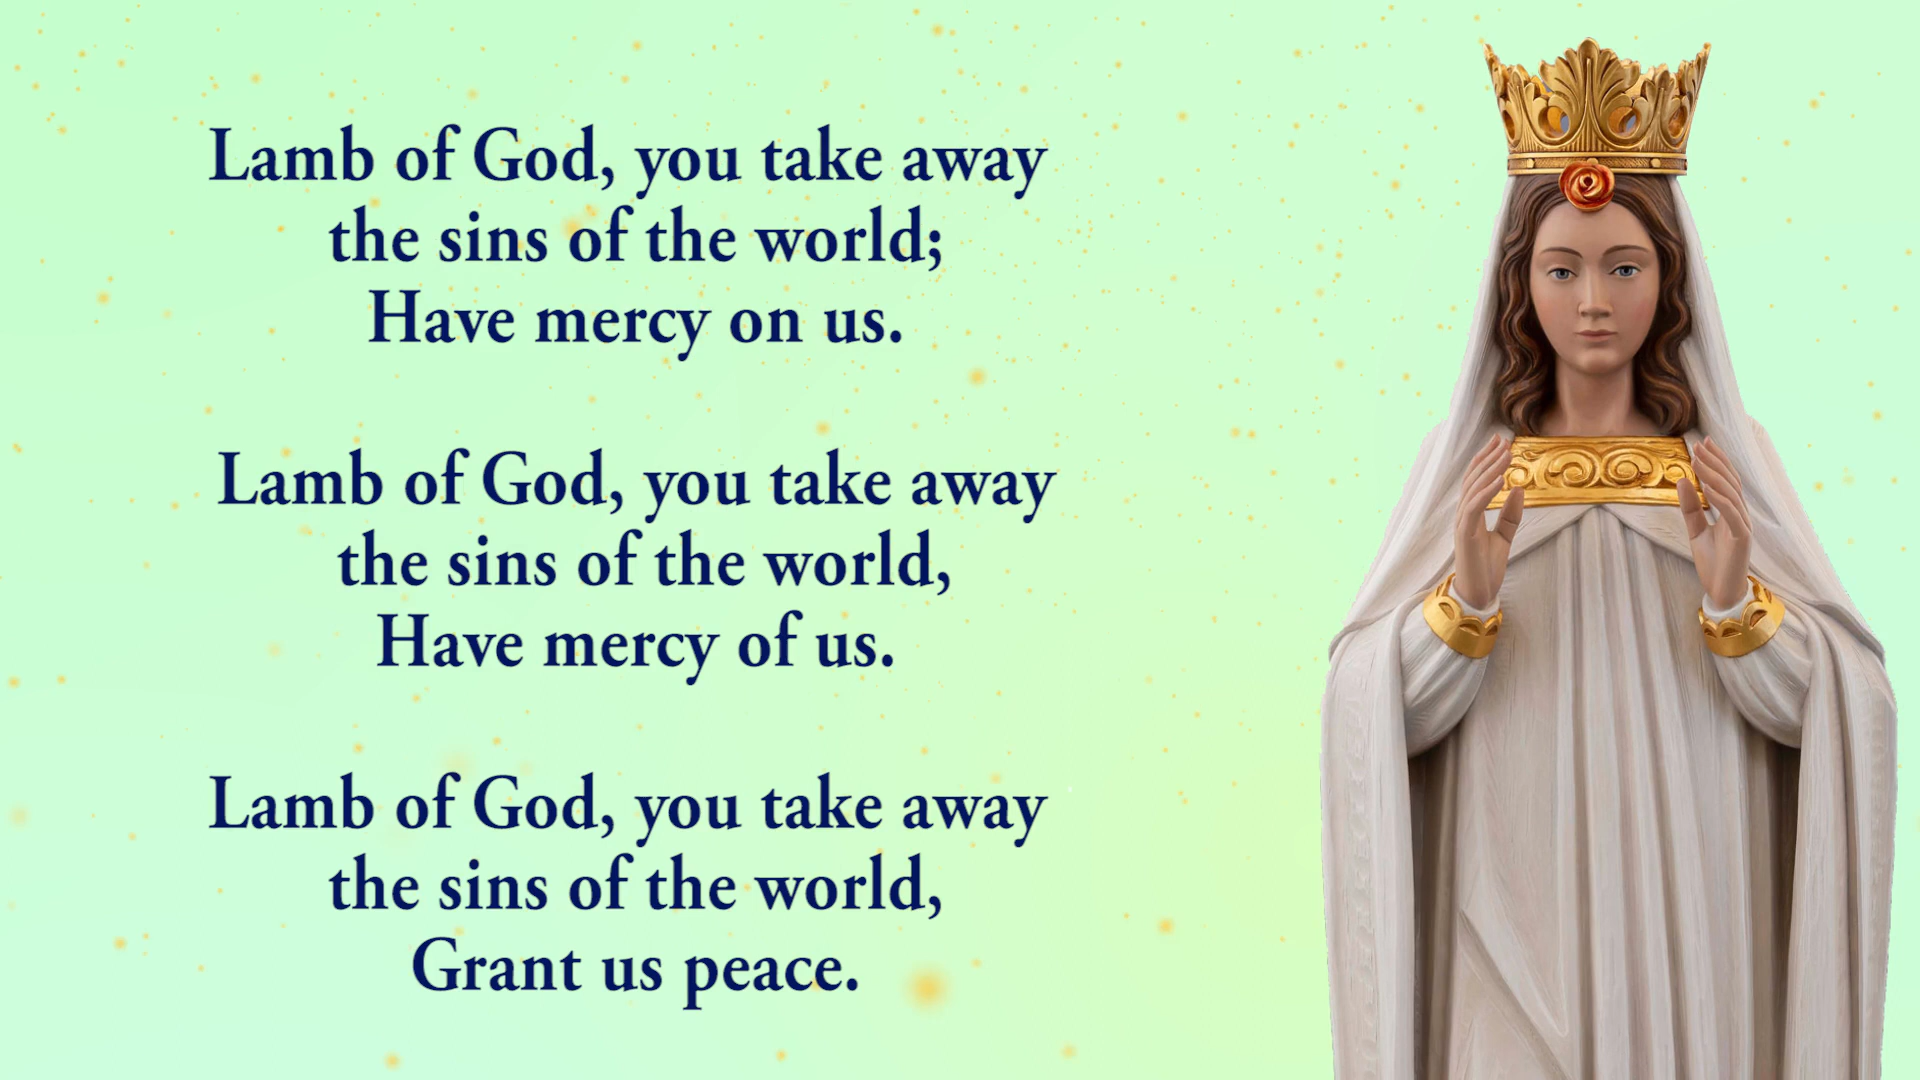 Lamb of God, you take away
the sins of the world;
Have mercy on us.
Lamb of God, you take away
the sins of the world,
Have mercy of us.
Lamb of God, you take away
the sins of the world,
Grant us peace.